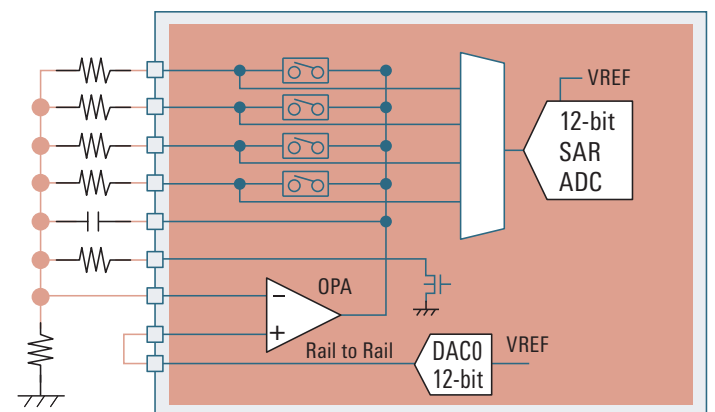 VREF
12-bit
SAR
ADC
OPA
−
+
Rail to Rail
DAC0
12-bit
VREF